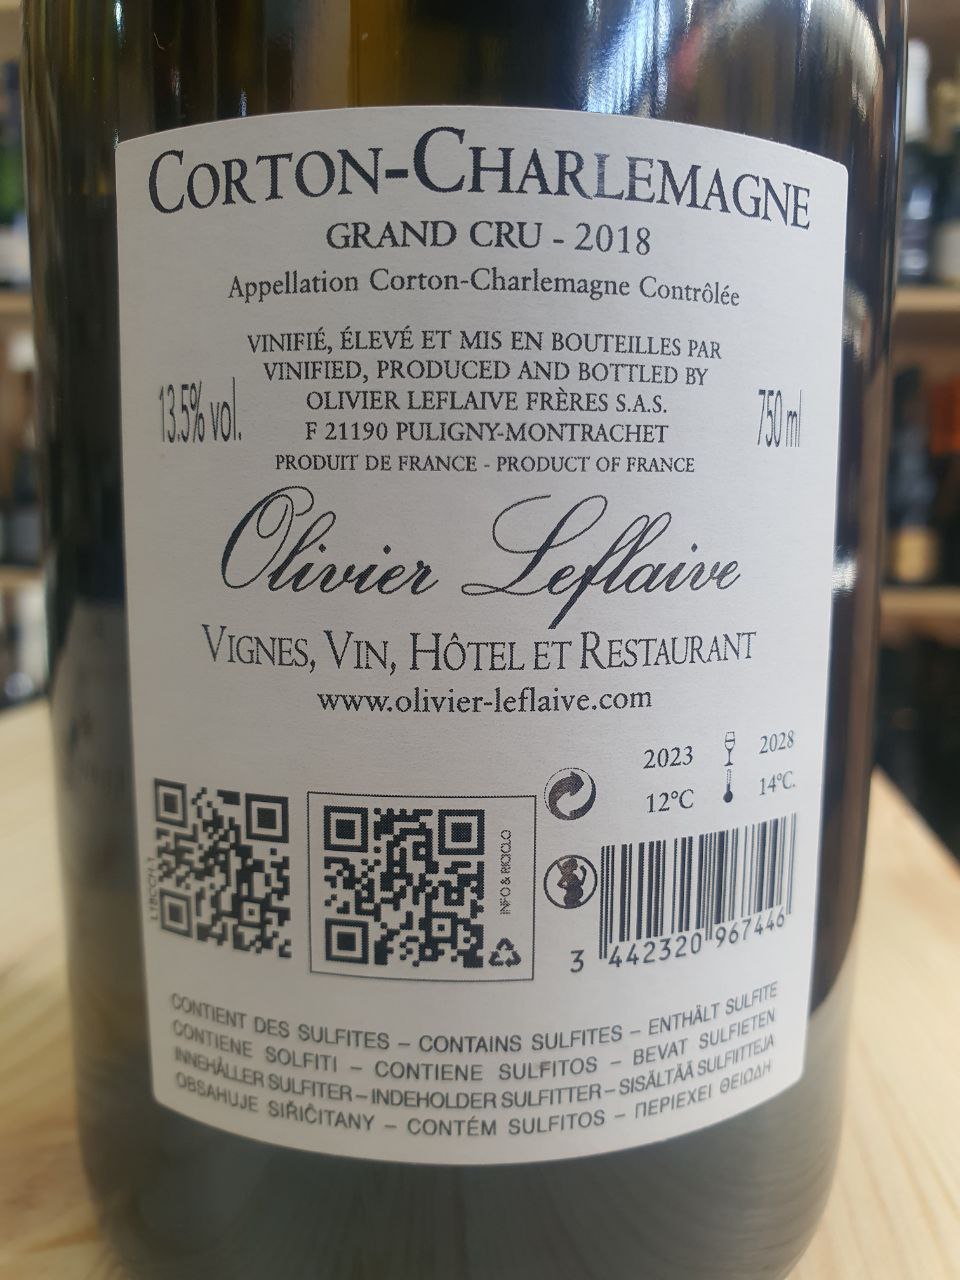 CORTON-CHARLEMAGNE
GRAND CRU - 2018
Appellation Corton-Charlemagne Contrôlée
VINIFIÉ, ÉLEVÉ ET MIS EN BOUTEILLES PAR
VINIFIED, PRODUCED AND BOTTLED BY
OLIVIER LEFLAIVE FRÈRES S.A.S.
13.5% vol.
F 21190 PULIGNY-MONTRACHET
750 ml
PRODUIT DE FRANCE - PRODUCT OF FRANCE
Olivier Leflaive
VIGNES, VIN, HÔTEL ET RESTAURANT
www.olivier-leflaive.com
2023 2028
12°C 14°C.
INFO & RICICLO
3 442320 967446
CONTIENT DES SULFITES – CONTAINS SULFITES – ENTHÄLT SULFITE
CONTIENE SOLFITI – CONTIENE SULFITOS – BEVAT SULFIETEN
INNEHÅLLER SULFITER – INDEHOLDER SULFITTER – SISÄLTÄÄ SULFIITTEJA
OBSAHUJE SIŘIČITANY – CONTÉM SULFITOS – ΠΕΡΙΕΧΕΙ ΘΕΙΩΔΗ